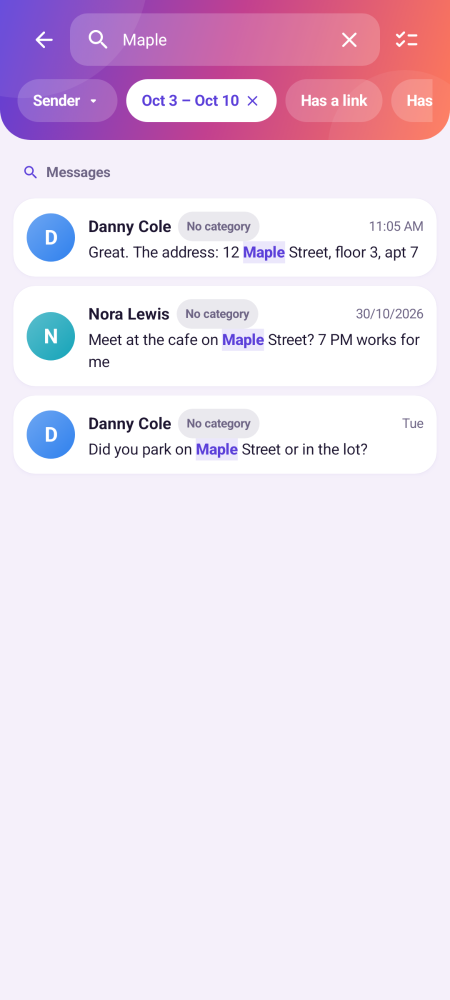 Maple
Sender
Oct 3 – Oct 10
Has a link
Has
Messages
D
Danny Cole
No category
11:05 AM
Great. The address: 12 Maple Street, floor 3, apt 7
N
Nora Lewis
No category
30/10/2026
Meet at the cafe on Maple Street? 7 PM works for
me
D
Danny Cole
No category
Tue
Did you park on Maple Street or in the lot?